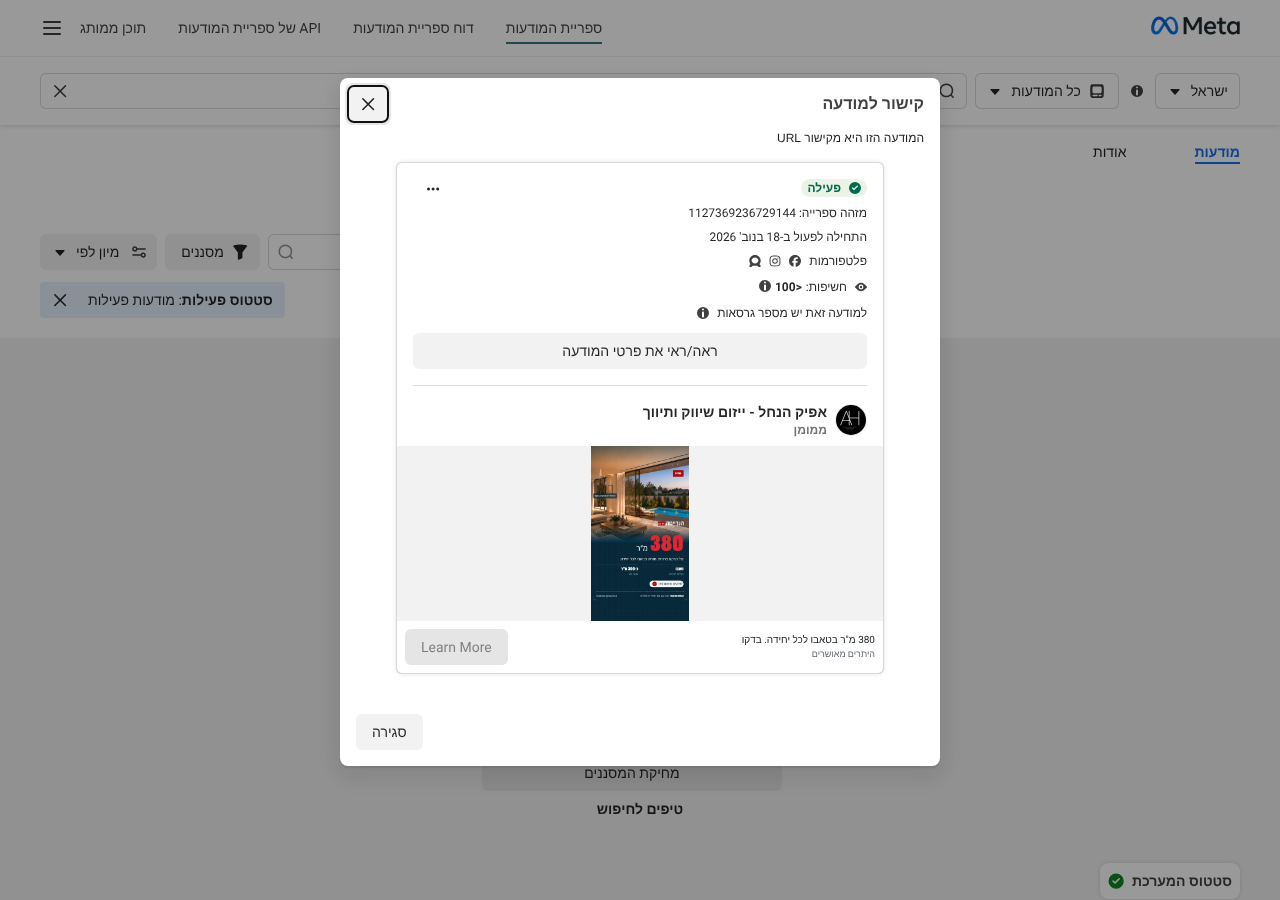 Meta
ספריית המודעות
דוח ספריית המודעות
API של ספריית המודעות
תוכן ממותג
ישראל
כל המודעות
מודעות
אודות
מסננים
מיון לפי
סטטוס פעילות: מודעות פעילות
קישור למודעה
המודעה הזו היא מקישור URL
פעילה
מזהה ספרייה: 1127369236729144
התחילה לפעול ב-18 בנוב' 2026
פלטפורמות
חשיפות: <100
למודעה זאת יש מספר גרסאות
ראה/ראי את פרטי המודעה
אפיק הנחל - ייזום שיווק ותיווך
ממומן
380 מ"ר
380 מ"ר בטאבו לכל יחידה. בדקו
היתרים מאושרים
Learn More
סגירה
מחיקת המסננים
טיפים לחיפוש
סטטוס המערכת